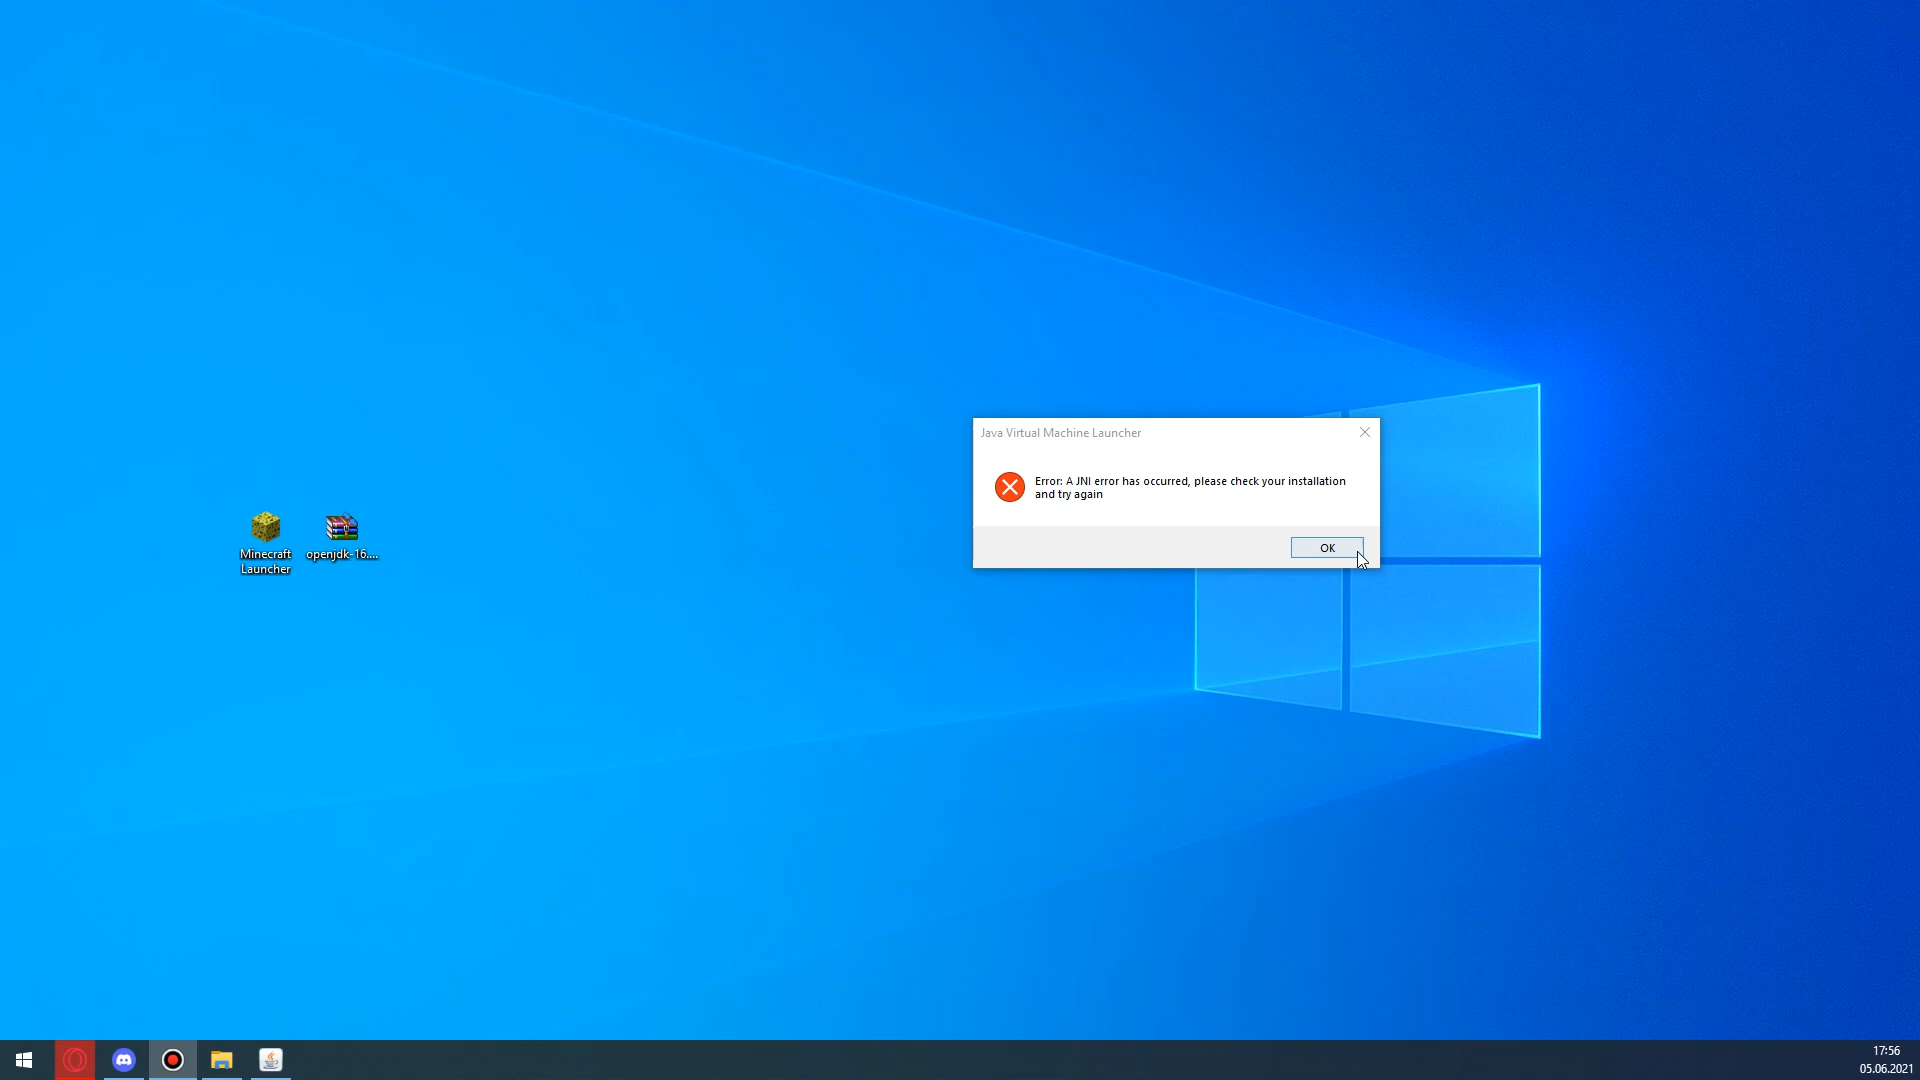 Java Virtual Machine Launcher
Error: A JNI error has occurred, please check your installation
and try again
OK
Minecraft
Launcher
openjdk-16....
17:56
05.06.2021